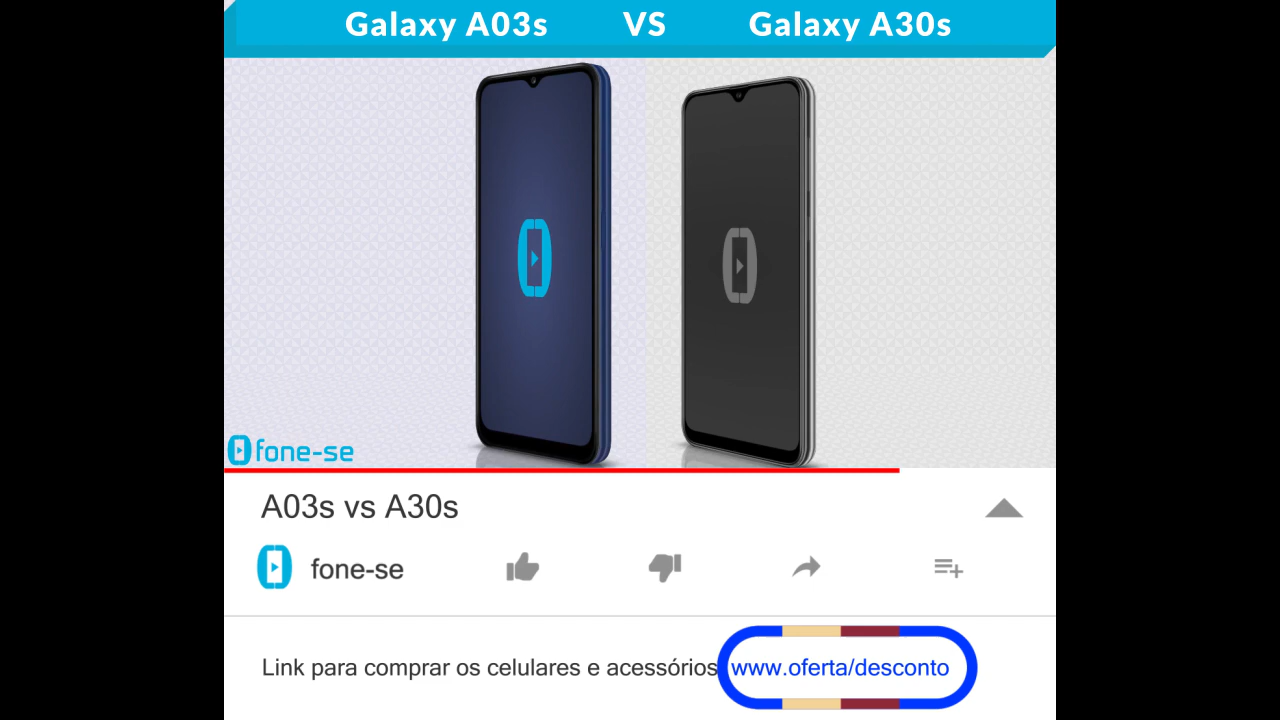 Galaxy A03s VS Galaxy A30s
fone-se
A03s vs A30s
fone-se
Link para comprar os celulares e acessórios www.oferta/desconto